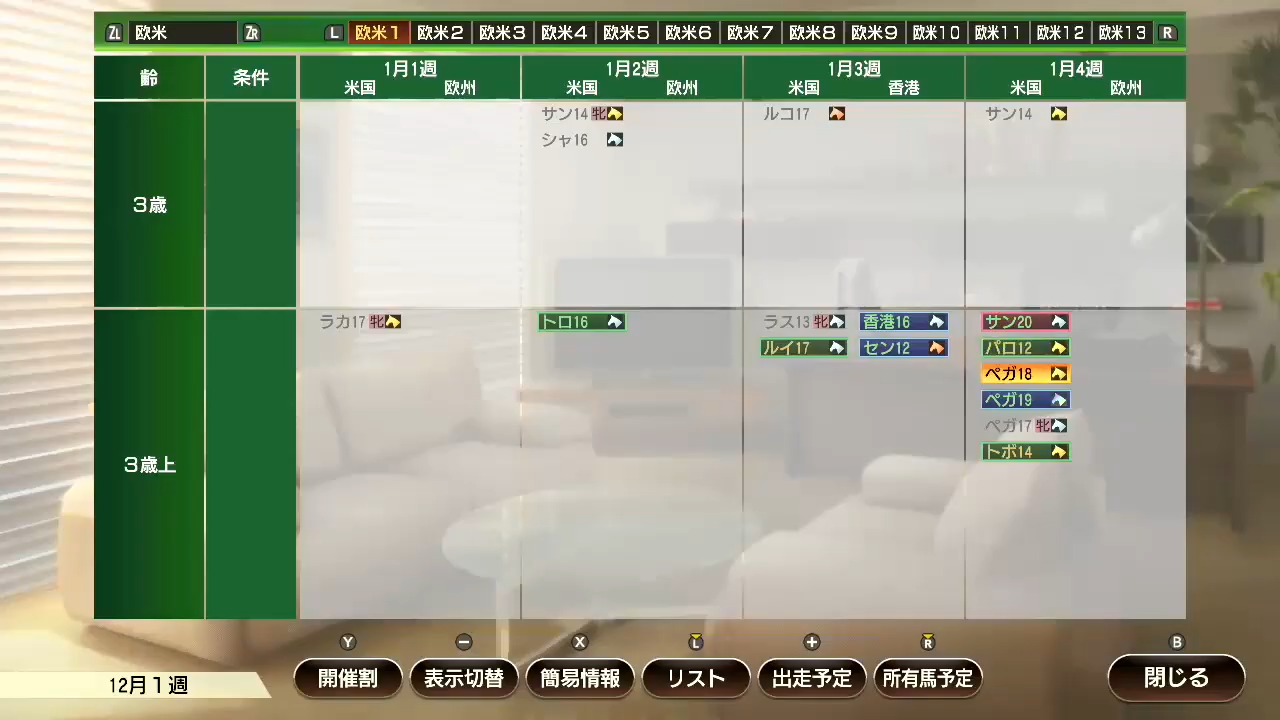 ZL 欧米 ZR L 欧米1 欧米2 欧米3 欧米4 欧米5 欧米6 欧米7 欧米8 欧米9 欧米10 欧米11 欧米12 欧米13 R
齢 条件 1月1週 1月2週 1月3週 1月4週
米国 欧州 米国 欧州 米国 香港 米国 欧州
サン14 牝 ルコ17 サン14
シャ16
3歳
ラカ17 牝 トロ16 ラス13 牝 香港16 サン20
ルイ17 セン12 パロ12
ペガ18
ペガ19
ペガ17 牝
トポ14
3歳上
Y − X L + R B
開催割 表示切替 簡易情報 リスト 出走予定 所有馬予定 閉じる
12月1週